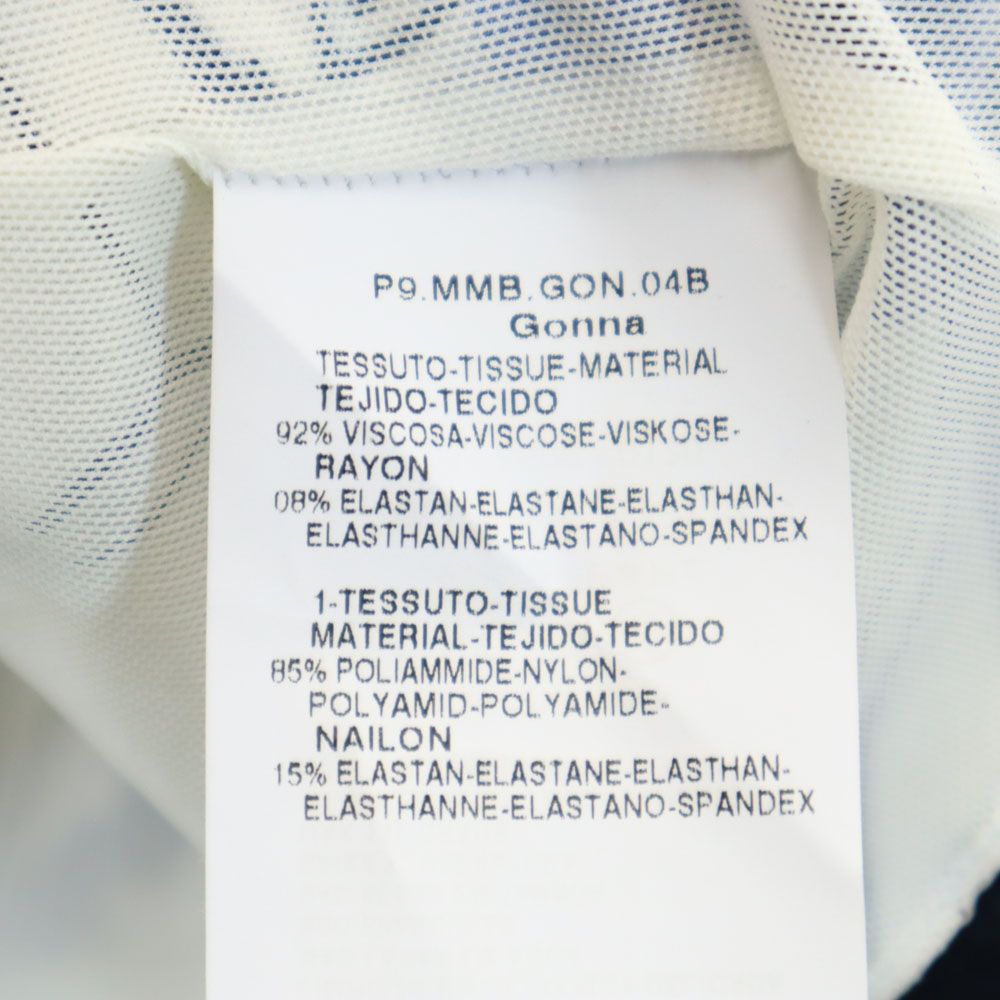 P9.MMB.GON.04B
Gonna
TESSUTO-TISSUE-MATERIAL
TEJIDO-TECIDO
92% VISCOSA-VISCOSE-VISKOSE-
RAYON
08% ELASTAN-ELASTANE-ELASTHAN-
ELASTHANNE-ELASTANO-SPANDEX
1-TESSUTO-TISSUE
MATERIAL-TEJIDO-TECIDO
85% POLIAMMIDE-NYLON-
POLYAMID-POLYAMIDE-
NAILON
15% ELASTAN-ELASTANE-ELASTHAN-
ELASTHANNE-ELASTANO-SPANDEX